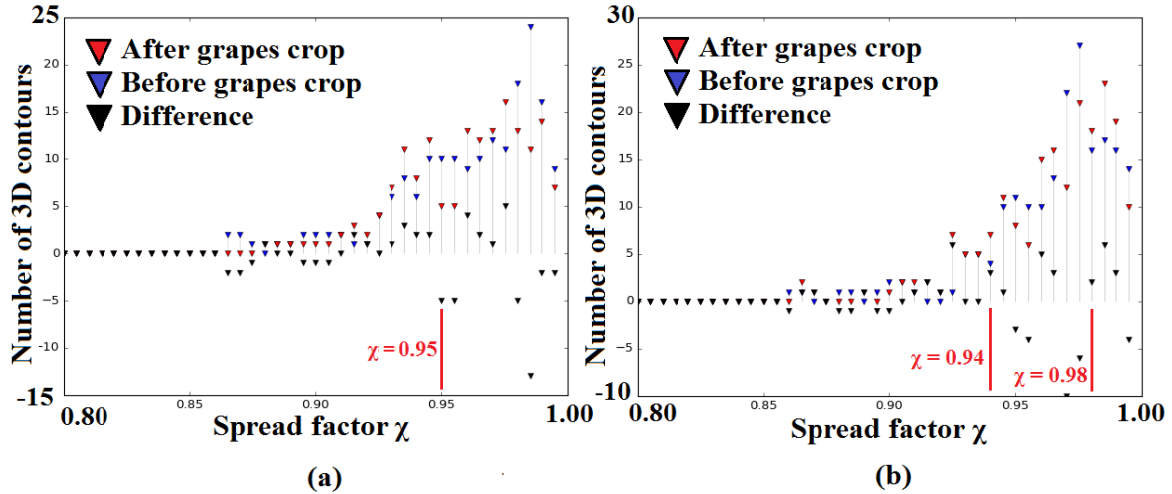 25
After grapes crop
Before grapes crop
Difference
20
15
10
5
0
-5
-10
-15
Number of 3D contours
χ = 0.95
0.80
0.85
0.90
0.95
1.00
Spread factor χ
(a)
30
After grapes crop
Before grapes crop
Difference
25
20
15
10
5
0
-5
-10
Number of 3D contours
χ = 0.94
χ = 0.98
0.80
0.85
0.90
0.95
1.00
Spread factor χ
(b)